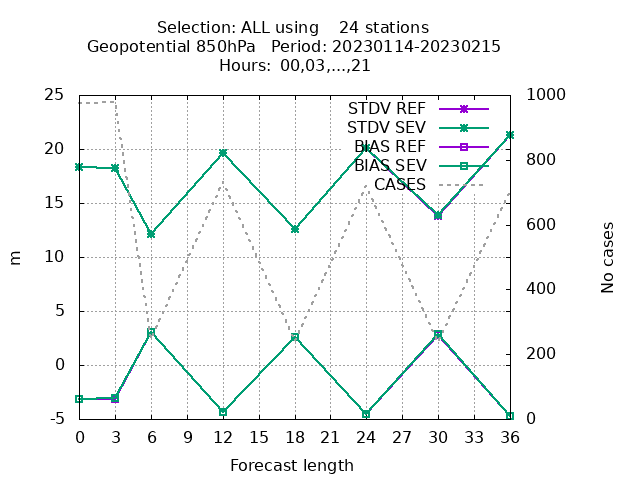 Selection: ALL using    24 stations
Geopotential 850hPa   Period: 20230114-20230215
Hours: 00,03,...,21
STDV REF
STDV SEV
BIAS REF
BIAS SEV
CASES
25
20
15
10
5
0
-5
m
1000
800
600
400
200
0
No cases
0 3 6 9 12 15 18 21 24 27 30 33 36
Forecast length